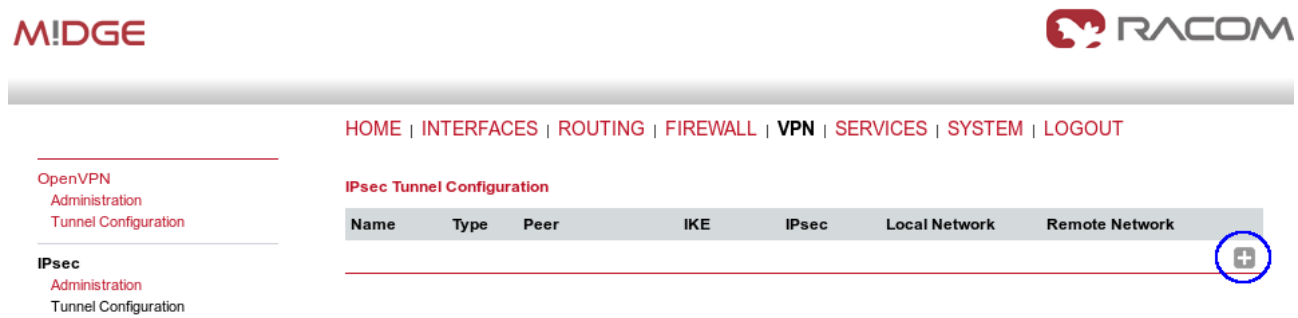 M!DGE
RACOM
HOME | INTERFACES | ROUTING | FIREWALL | VPN | SERVICES | SYSTEM | LOGOUT
OpenVPN
Administration
Tunnel Configuration
IPsec
Administration
Tunnel Configuration
IPsec Tunnel Configuration
Name Type Peer IKE IPsec Local Network Remote Network